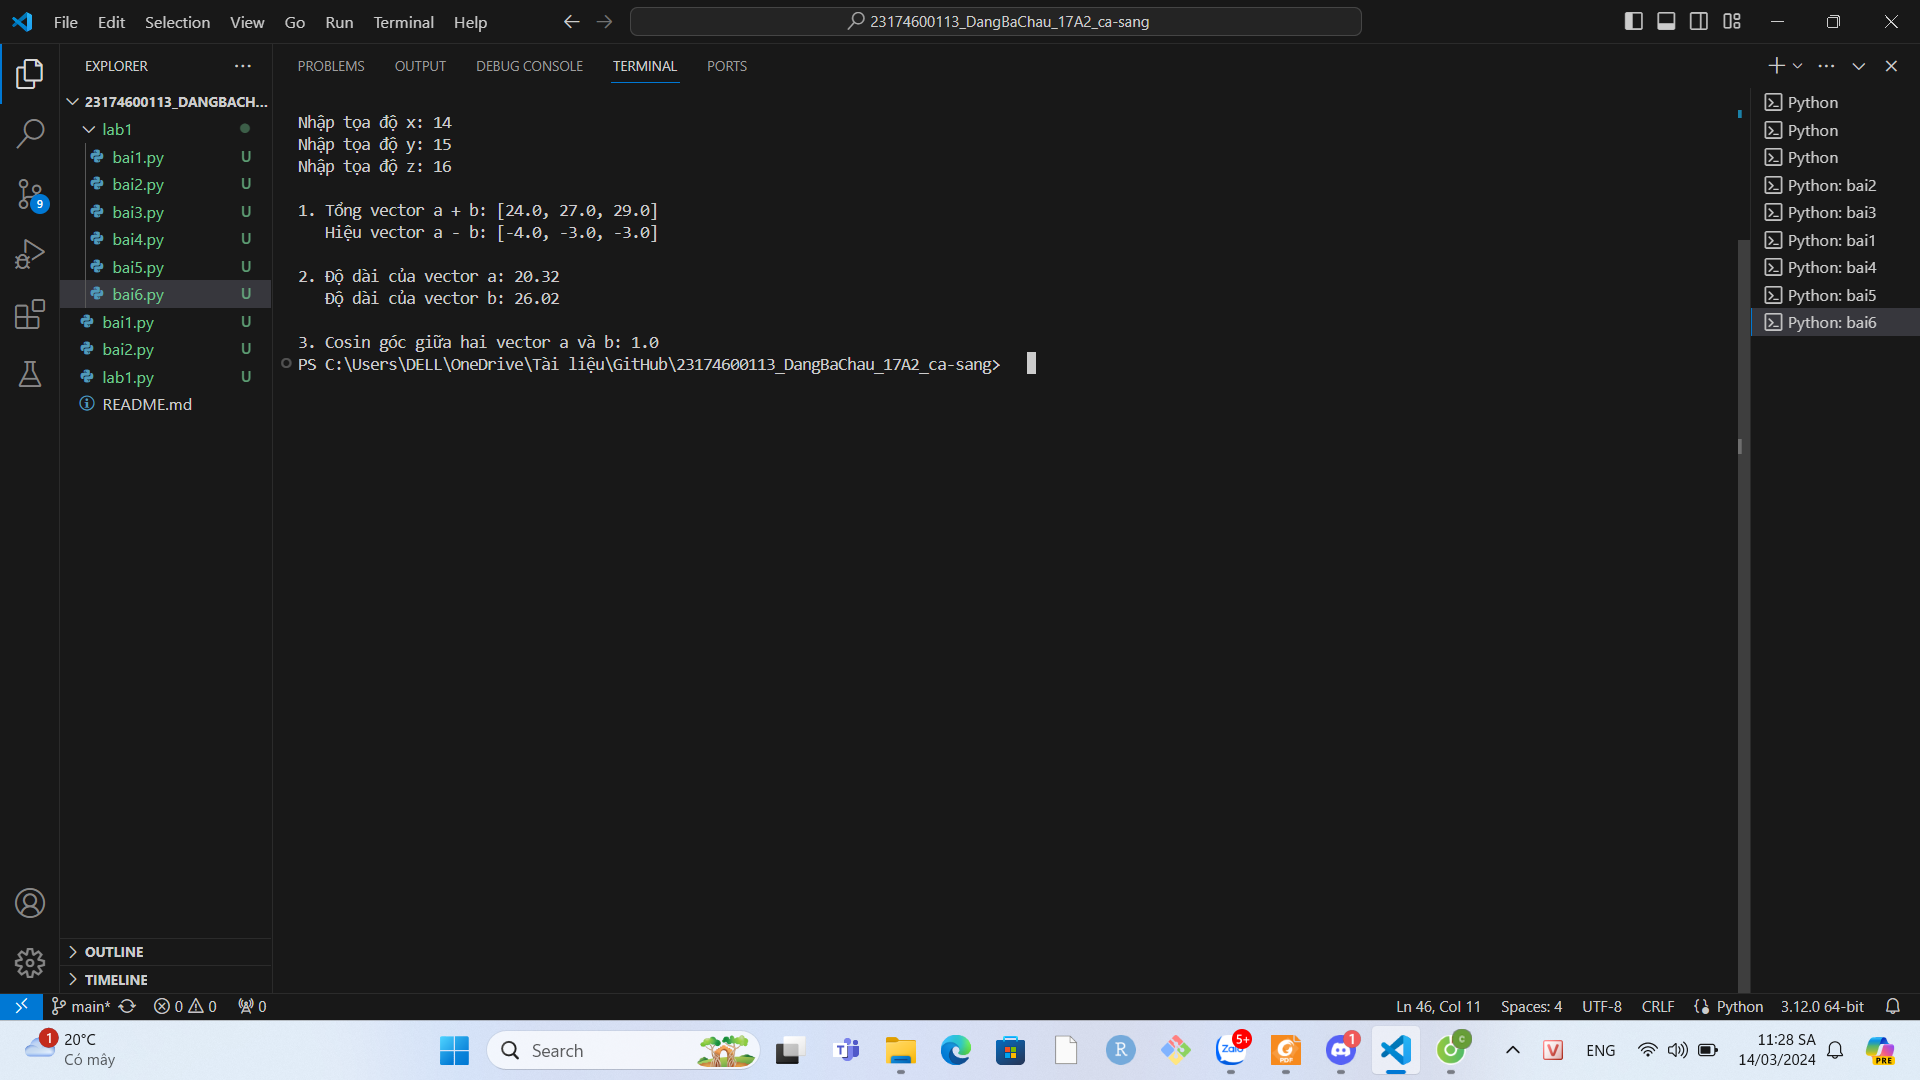 File Edit Selection View Go Run Terminal Help
23174600113_DangBaChau_17A2_ca-sang
EXPLORER
23174600113_DANGBACH...
lab1
bai1.py U
bai2.py U
bai3.py U
bai4.py U
bai5.py U
bai6.py U
bai1.py U
bai2.py U
lab1.py U
README.md
9
OUTLINE
TIMELINE
PROBLEMS OUTPUT DEBUG CONSOLE TERMINAL PORTS
Nhập tọa độ x: 14
Nhập tọa độ y: 15
Nhập tọa độ z: 16
1. Tổng vector a + b: [24.0, 27.0, 29.0]
Hiệu vector a - b: [-4.0, -3.0, -3.0]
2. Độ dài của vector a: 20.32
Độ dài của vector b: 26.02
3. Cosin góc giữa hai vector a và b: 1.0
PS C:\Users\DELL\OneDrive\Tài liệu\GitHub\23174600113_DangBaChau_17A2_ca-sang>
Python
Python
Python
Python: bai2
Python: bai3
Python: bai1
Python: bai4
Python: bai5
Python: bai6
main* 0 0 0
Ln 46, Col 11 Spaces: 4 UTF-8 CRLF Python 3.12.0 64-bit
1
20°C
Có mây
Search
R
Zalo 5+
PDF
1
C
V
ENG
11:28 SA
14/03/2024
PRE